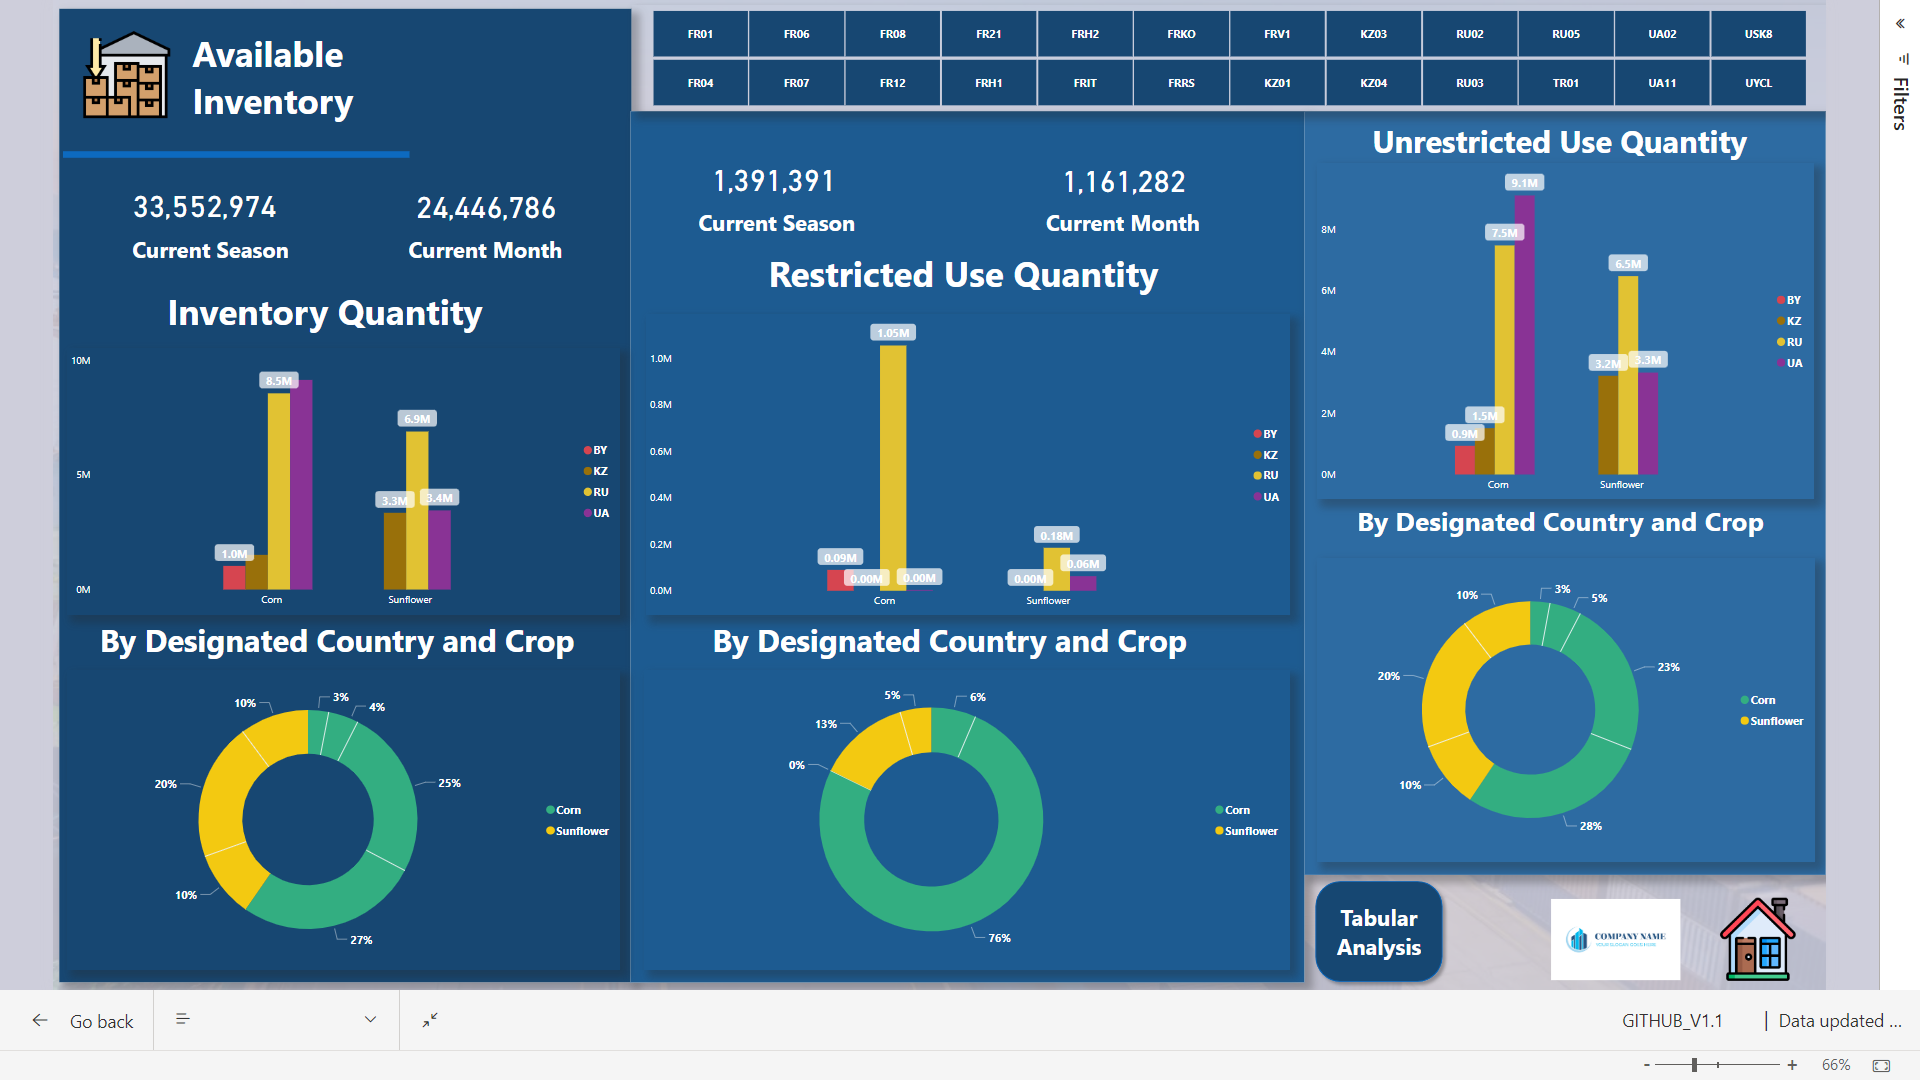 Available
Inventory
33,552,974
24,446,786
Current Season
Current Month
Inventory Quantity
10M
5M
0M
1.0M
8.5M
3.3M
6.9M
3.4M
Corn
Sunflower
BY
KZ
RU
UA
By Designated Country and Crop
3%
4%
25%
27%
10%
20%
10%
Corn
Sunflower
FR01 FR06 FR08 FR21 FRH2 FRKO FRV1 KZ03 RU02 RU05 UA02 USK8
FR04 FR07 FR12 FRH1 FRIT FRRS KZ01 KZ04 RU03 TR01 UA11 UYCL
1,391,391
1,161,282
Current Season
Current Month
Restricted Use Quantity
1.0M
0.8M
0.6M
0.4M
0.2M
0.0M
0.09M
0.00M
1.05M
0.00M
0.00M
0.18M
0.06M
Corn
Sunflower
BY
KZ
RU
UA
By Designated Country and Crop
6%
76%
0%
13%
5%
Corn
Sunflower
Unrestricted Use Quantity
8M
6M
4M
2M
0M
0.9M
1.5M
7.5M
9.1M
3.2M
6.5M
3.3M
Corn
Sunflower
BY
KZ
RU
UA
By Designated Country and Crop
3%
5%
23%
28%
10%
20%
10%
Corn
Sunflower
Tabular
Analysis
COMPANY NAME
Filters
Go back
GITHUB_V1.1
Data updated ...
66%